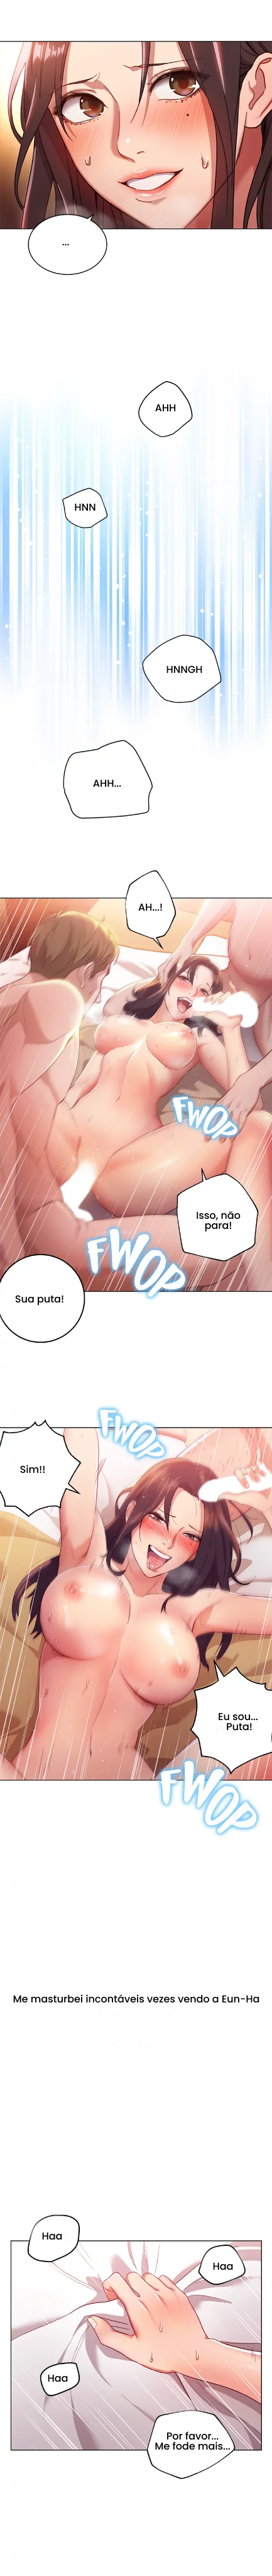 ...
AHH
HNN
HNNGH
AHH...
AH...!
FWOP
Isso, não
para!
FWOP
Sua puta!
FWOP
Sim!!
Eu sou...
Puta!
FWOP
Me masturbei incontáveis vezes vendo a Eun-Ha
Haa
Haa
Haa
Por favor...
Me fode mais...